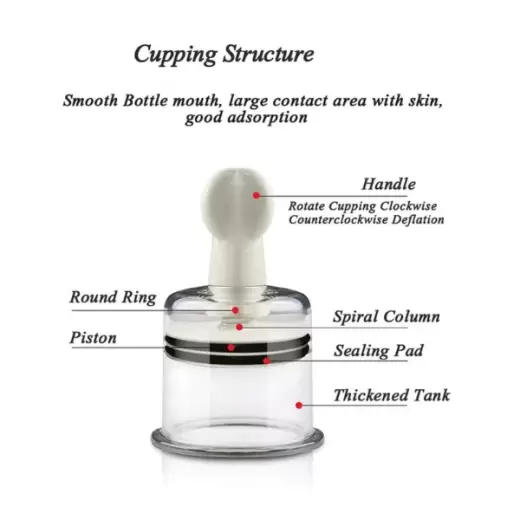 Cupping Structure
Smooth Bottle mouth, large contact area with skin,
good adsorption
Handle
Rotate Cupping Clockwise
Counterclockwise Deflation
Round Ring
Spiral Column
Piston
Sealing Pad
Thickened Tank